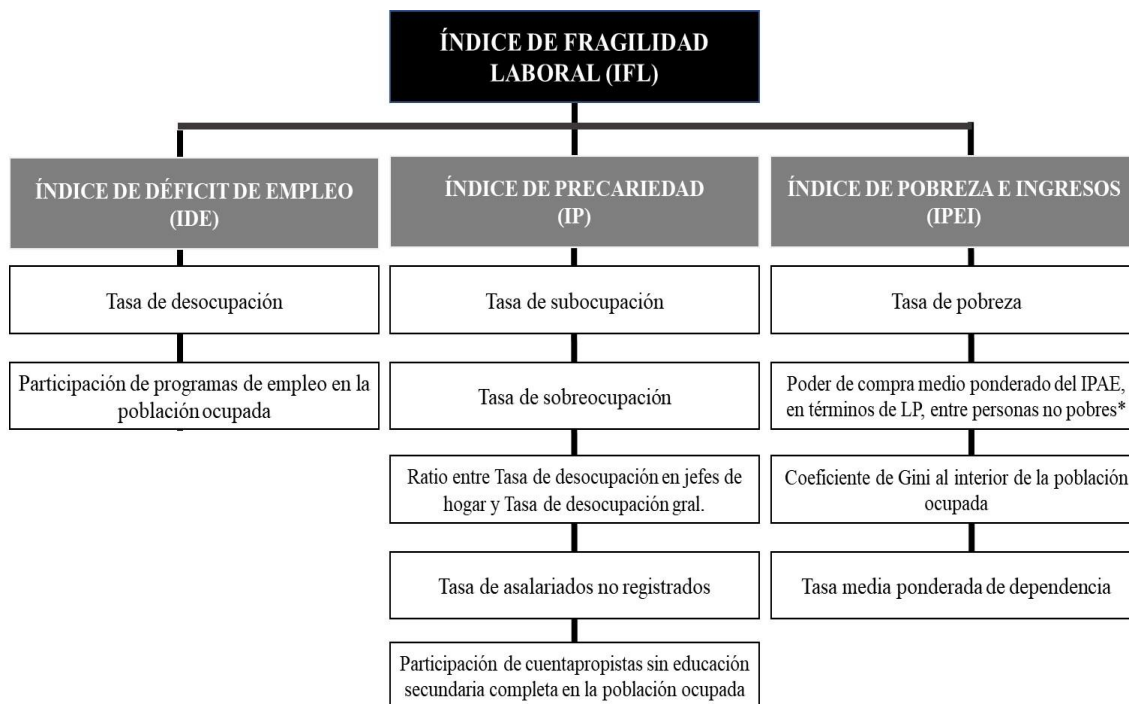 ÍNDICE DE FRAGILIDAD
LABORAL (IFL)
ÍNDICE DE DÉFICIT DE EMPLEO
(IDE)
Tasa de desocupación
Participación de programas de empleo en la
población ocupada
ÍNDICE DE PRECARIEDAD
(IP)
Tasa de subocupación
Tasa de sobreocupación
Ratio entre Tasa de desocupación en jefes de
hogar y Tasa de desocupación gral.
Tasa de asalariados no registrados
Participación de cuentapropistas sin educación
secundaria completa en la población ocupada
ÍNDICE DE POBREZA E INGRESOS
(IPEI)
Tasa de pobreza
Poder de compra medio ponderado del IPAE,
en términos de LP, entre personas no pobres*
Coeficiente de Gini al interior de la población
ocupada
Tasa media ponderada de dependencia